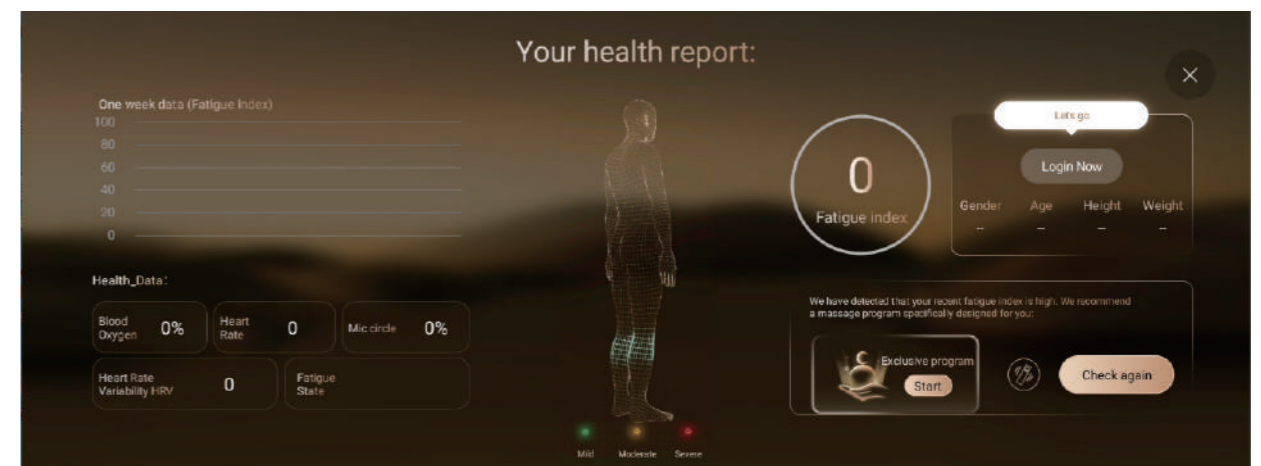 Your health report:
One week data (Fatigue Index)
100
80
60
40
20
0
Health_Data:
Blood
Oxygen
0%
Heart
Rate
0
Mic circle
0%
Heart Rate
Variability HRV
0
Fatigue
State
Mild
Moderate
Severe
0
Fatigue index
Let's go
Login Now
Gender Age Height Weight
-- -- -- --
We have detected that your recent fatigue index is high. We recommend
a massage program specifically designed for you:
Exclusive program
Start
Check again